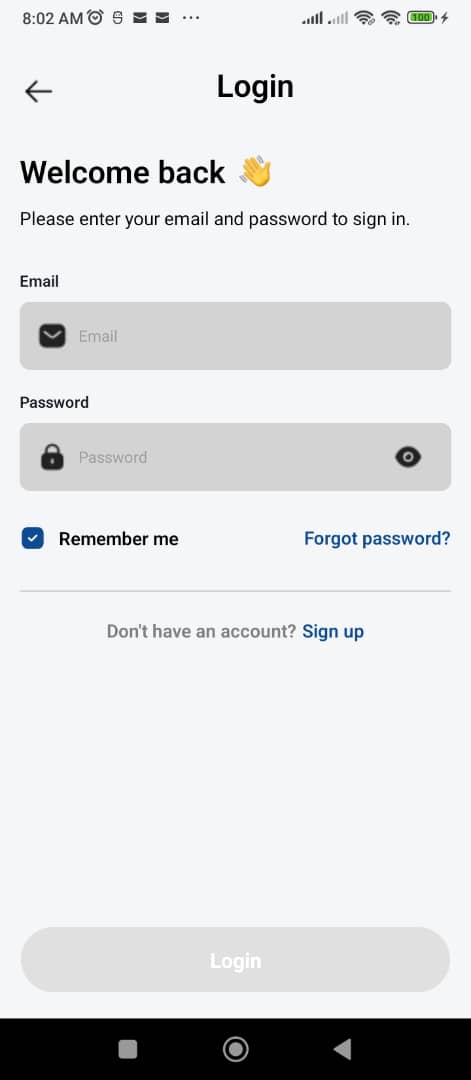 8:02 AM
100
Login
Welcome back 👋
Please enter your email and password to sign in.
Email
Email
Password
Password
Remember me
Forgot password?
Don't have an account? Sign up
Login